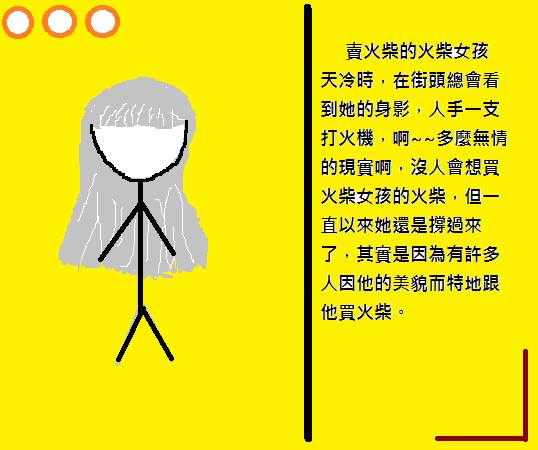 賣火柴的火柴女孩
天冷時，在街頭總會看
到她的身影，人手一支
打火機，啊~~多麼無情
的現實啊，沒人會想買
火柴女孩的火柴，但一
直以來她還是撐過來
了，其實是因為有許多
人因他的美貌而特地跟
他買火柴。